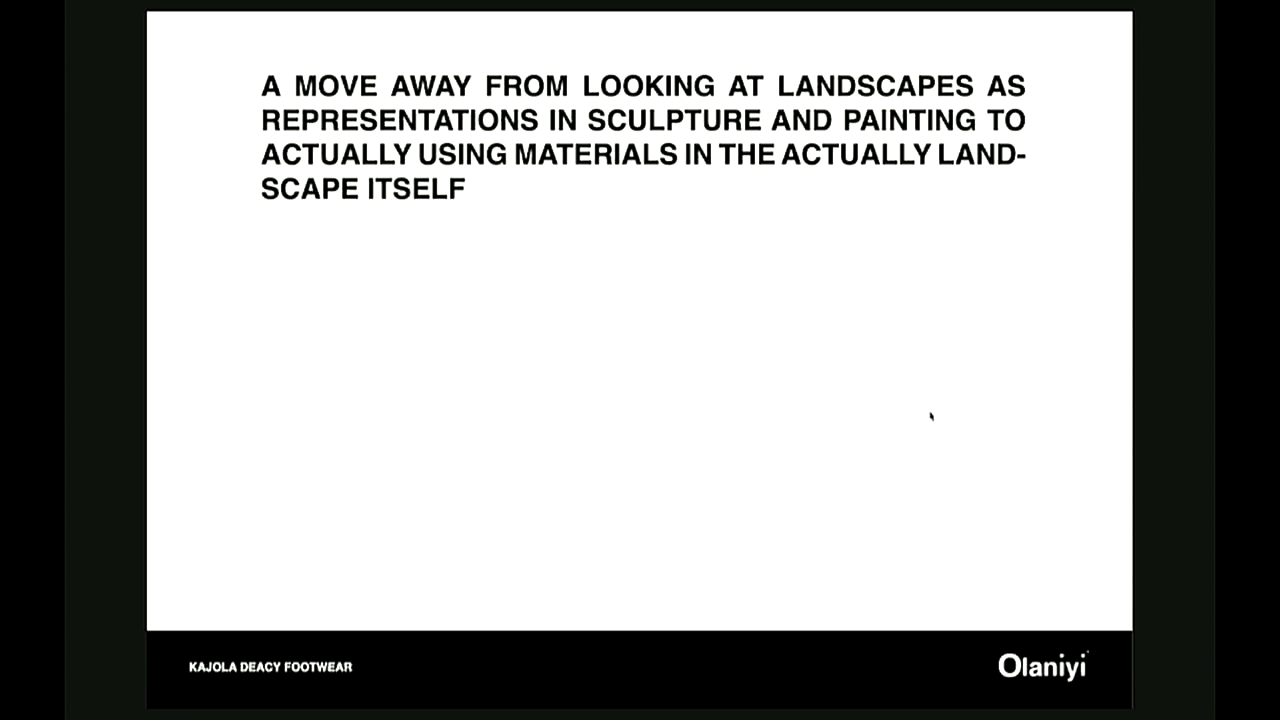 A MOVE AWAY FROM LOOKING AT LANDSCAPES AS
REPRESENTATIONS IN SCULPTURE AND PAINTING TO
ACTUALLY USING MATERIALS IN THE ACTUALLY LAND-
SCAPE ITSELF
KAJOLA DEACY FOOTWEAR
Olaniyi